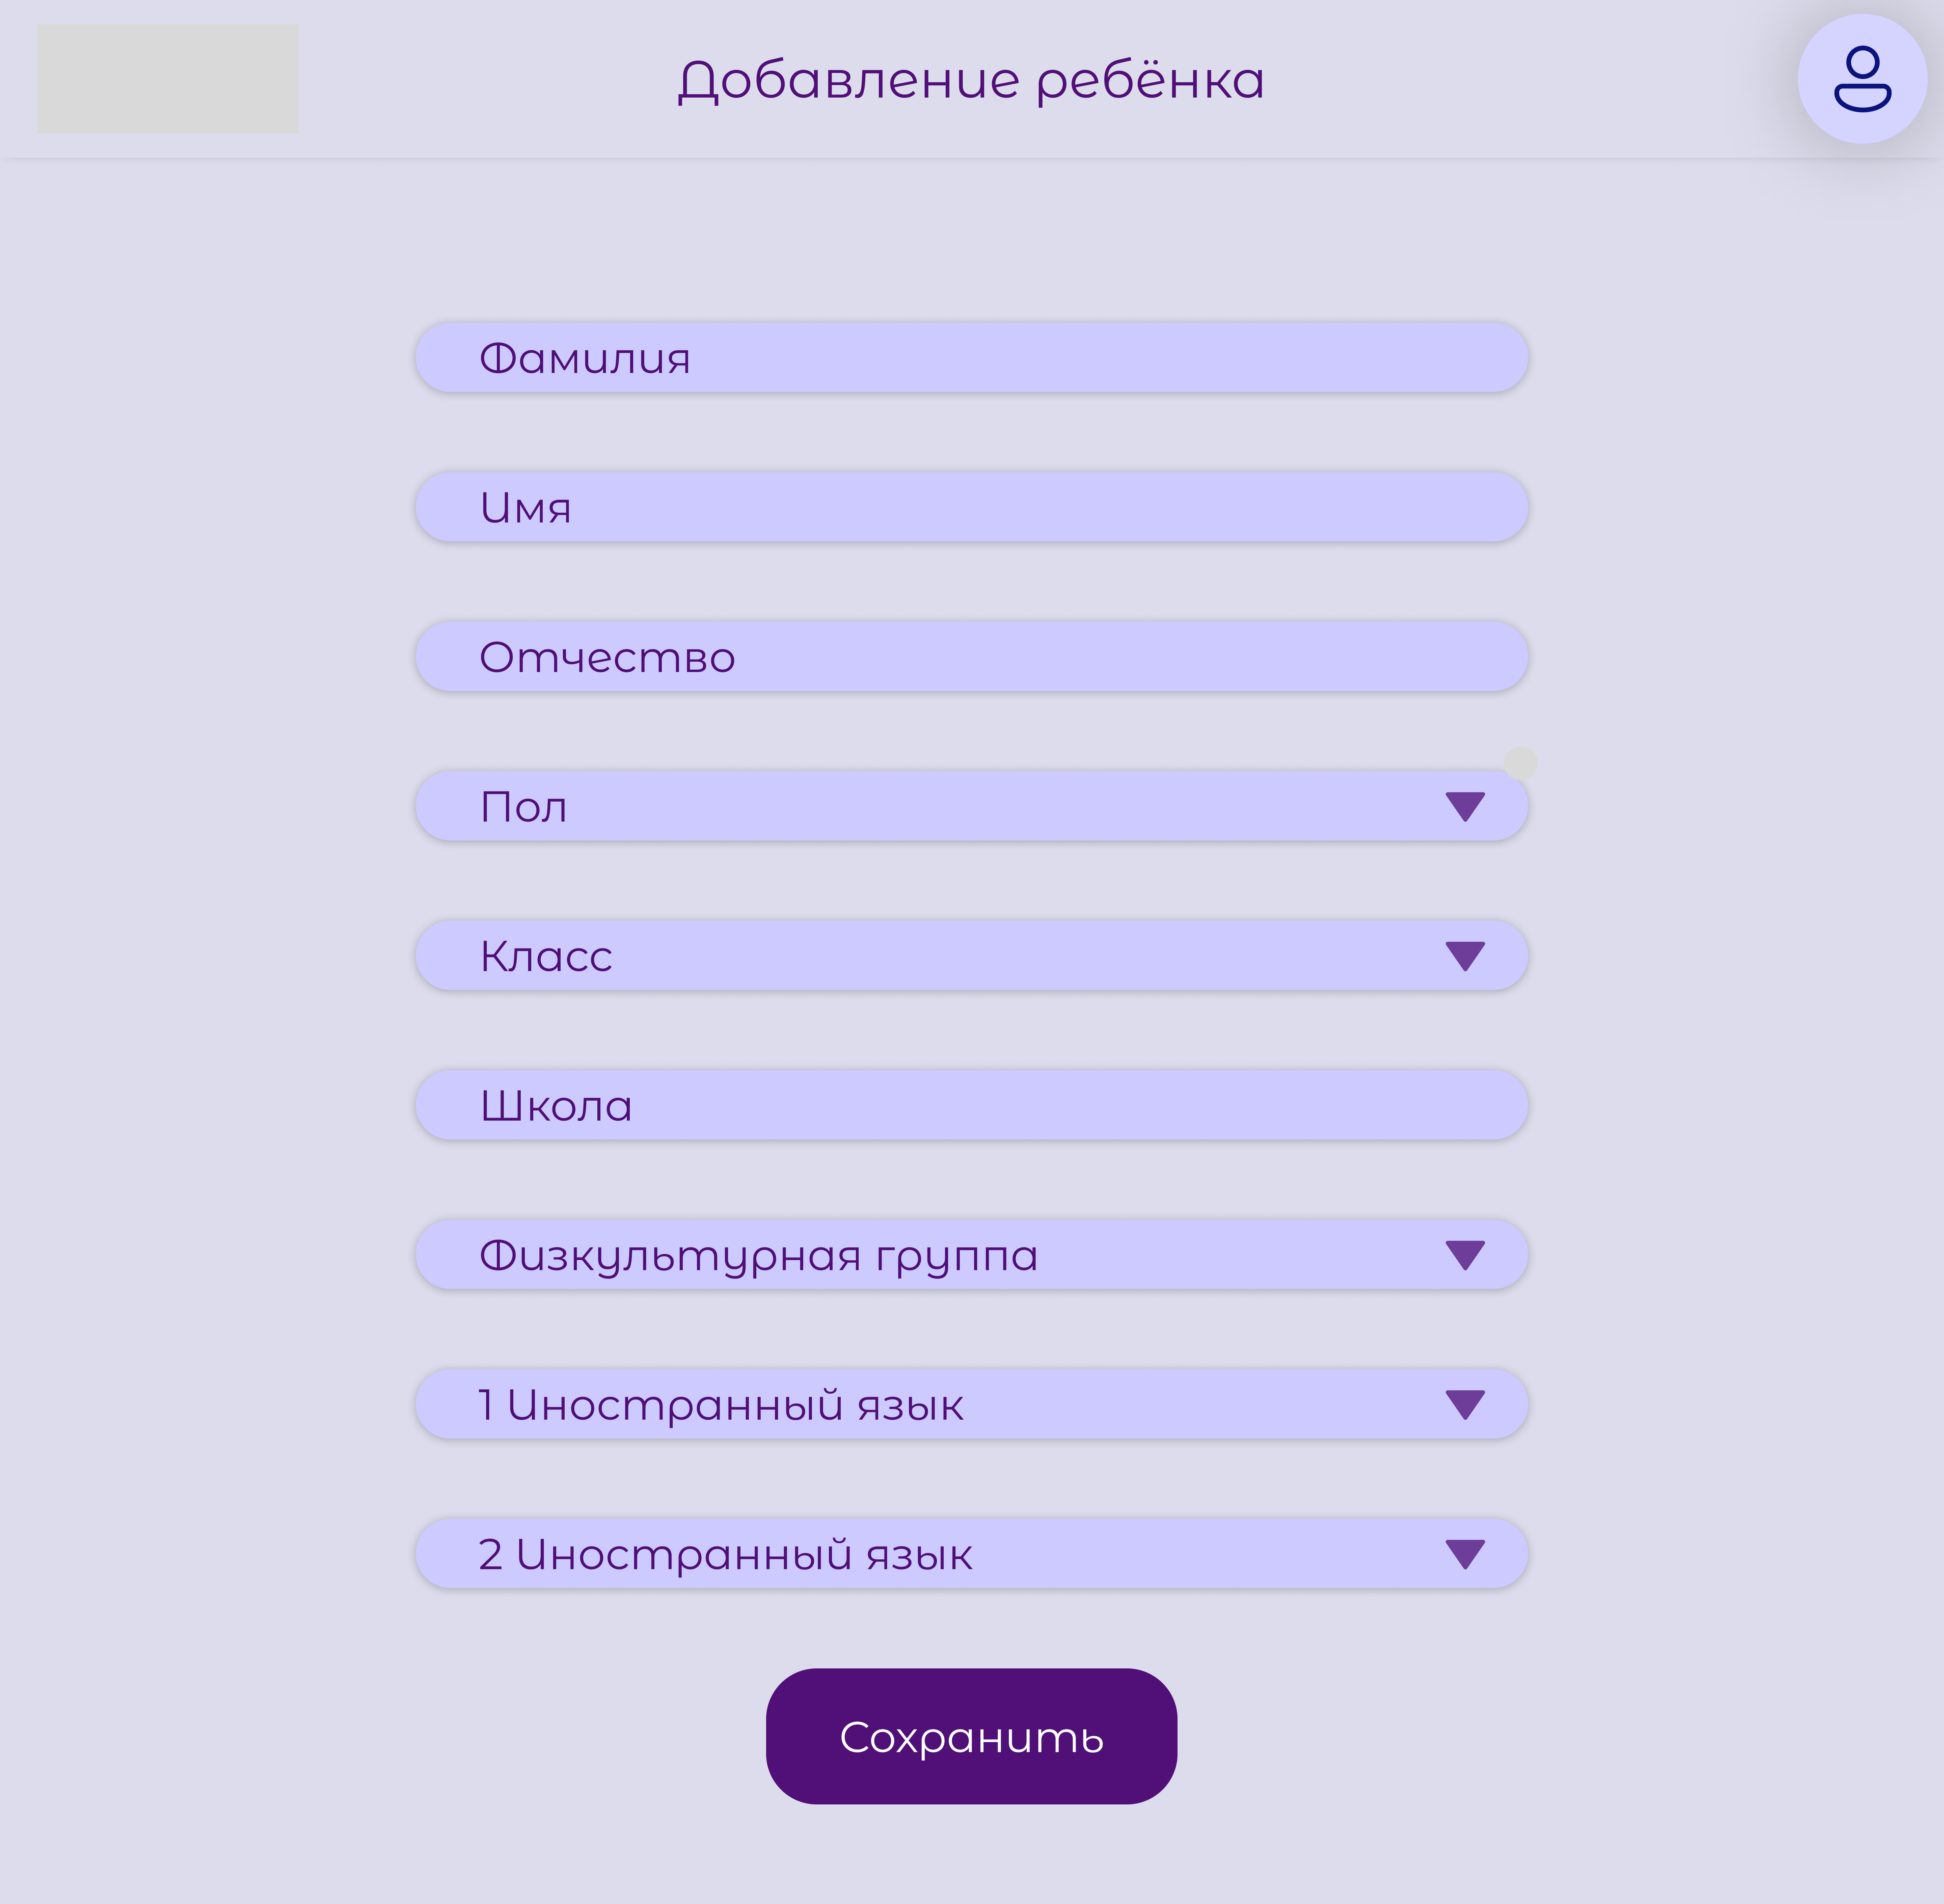 Добавление ребёнка
Фамилия
Имя
Отчество
Пол
Класс
Школа
Физкультурная группа
1 Иностранный язык
2 Иностранный язык
Сохранить